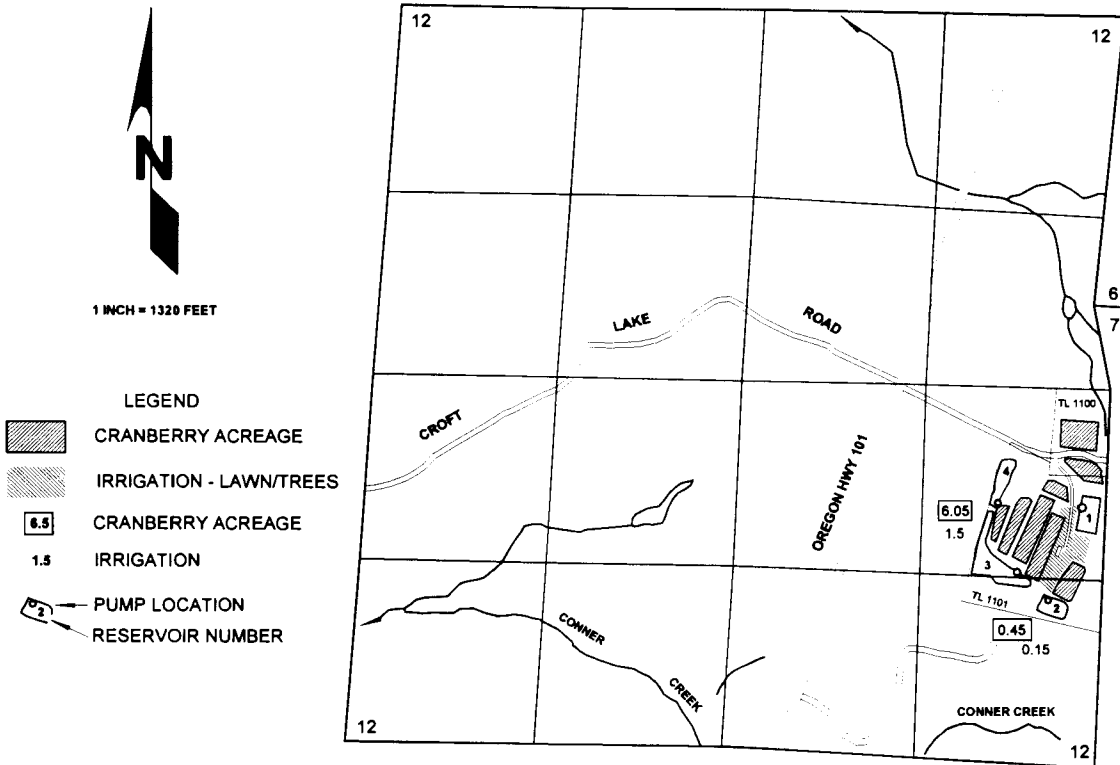 12
12
N
1 INCH = 1320 FEET
6
7
LAKE
ROAD
CROFT
OREGON HWY 101
TL 1100
LEGEND
CRANBERRY ACREAGE
IRRIGATION - LAWN/TREES
6.5 CRANBERRY ACREAGE
1.5 IRRIGATION
2
PUMP LOCATION
RESERVOIR NUMBER
4
1
6.05
1.5
3
2
TL 1101
0.45
0.15
CONNER
CREEK
CONNER CREEK
12
12